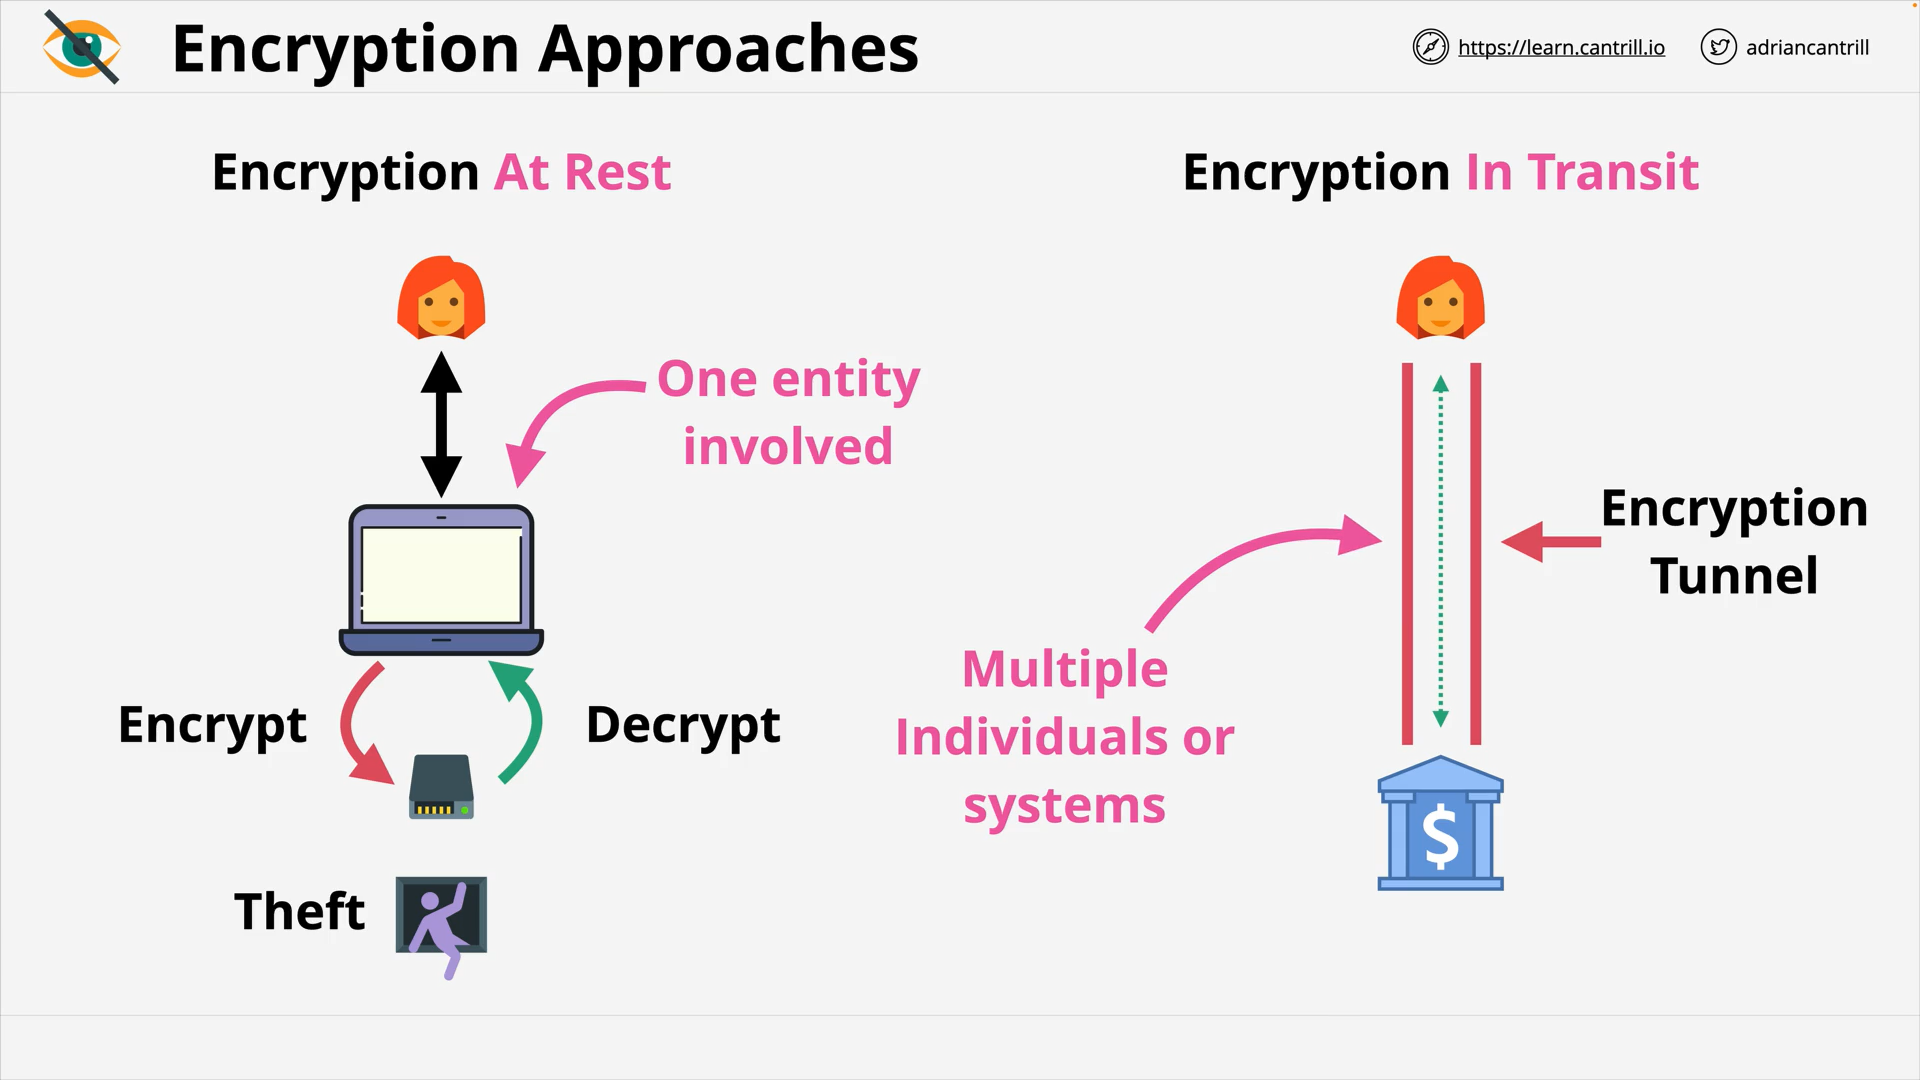 Encryption Approaches
https://learn.cantrill.io
adriancantrill
Encryption At Rest
One entity
involved
Encrypt
Decrypt
Theft
Encryption In Transit
Encryption
Tunnel
Multiple
Individuals or
systems
$